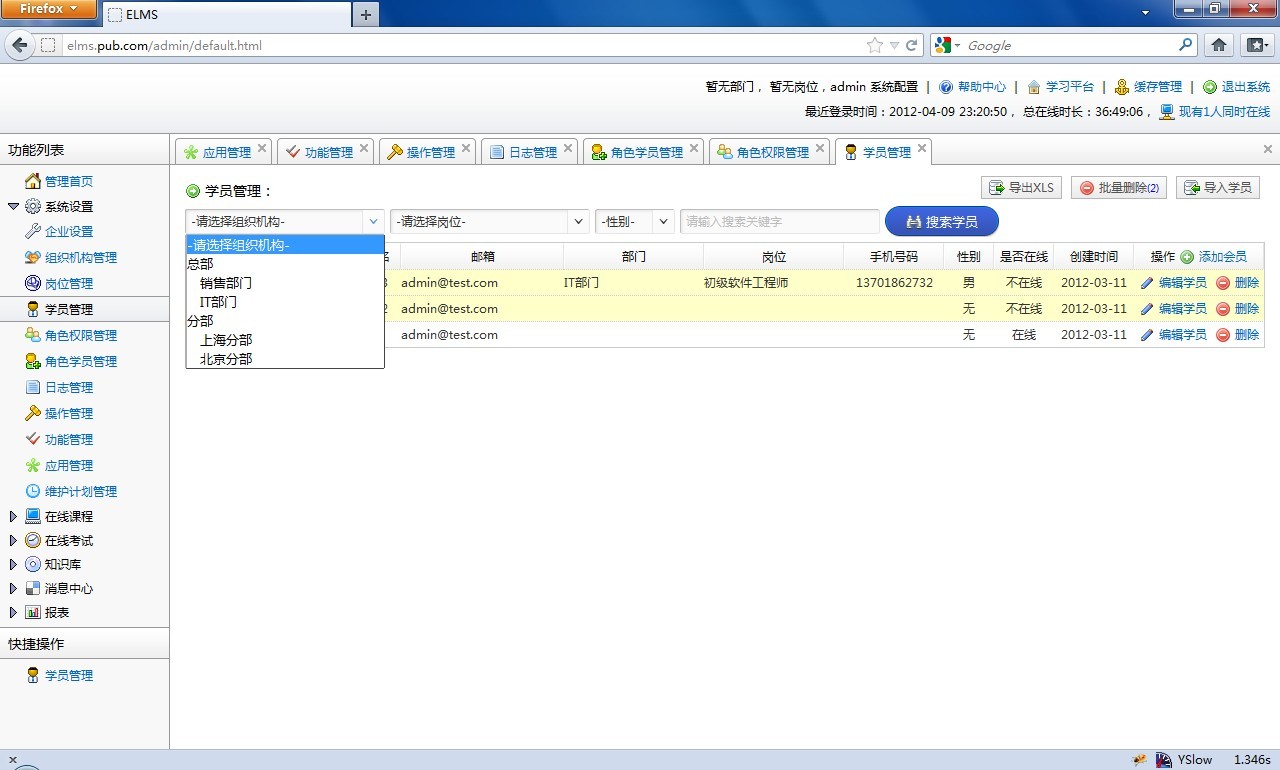 Firefox
ELMS
elms.pub.com/admin/default.html
Google
暂无部门， 暂无岗位，admin 系统配置 | 帮助中心 | 学习平台 | 缓存管理 | 退出系统
最近登录时间：2012-04-09 23:20:50， 总在线时长：36:49:06， 现有1人同时在线
功能列表
应用管理 功能管理 操作管理 日志管理 角色学员管理 角色权限管理 学员管理
管理首页
系统设置
企业设置
组织机构管理
岗位管理
学员管理
角色权限管理
角色学员管理
日志管理
操作管理
功能管理
应用管理
维护计划管理
在线课程
在线考试
知识库
消息中心
报表
快捷操作
学员管理
学员管理：
导出XLS 批量删除(2) 导入学员
-请选择组织机构- -请选择岗位- -性别- 请输入搜索关键字 搜索学员
-请选择组织机构-
总部
销售部门
IT部门
分部
上海分部
北京分部
邮箱 部门 岗位 手机号码 性别 是否在线 创建时间 操作 添加会员
admin@test.com IT部门 初级软件工程师 13701862732 男 不在线 2012-03-11 编辑学员 删除
admin@test.com 无 不在线 2012-03-11 编辑学员 删除
admin@test.com 无 在线 2012-03-11 编辑学员 删除
YSlow 1.346s